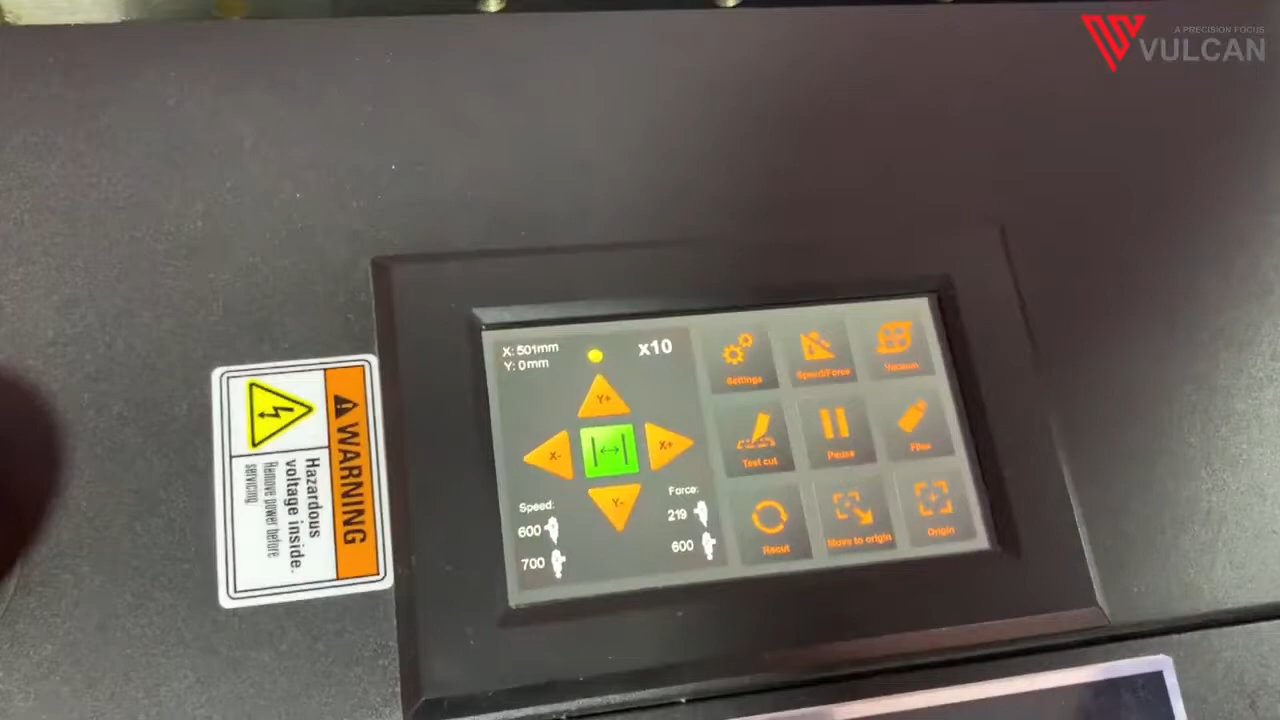 A PRECISION FOCUS
VULCAN
X: 501mm
Y: 0mm
x10
Y+
X-
X+
Y-
Speed:
600
700
Force:
219
600
Settings
Speed/Force
Vacuum
Test cut
Pause
Files
Recut
Move to origin
Origin
WARNING
Hazardous
voltage inside.
Remove power before
servicing.